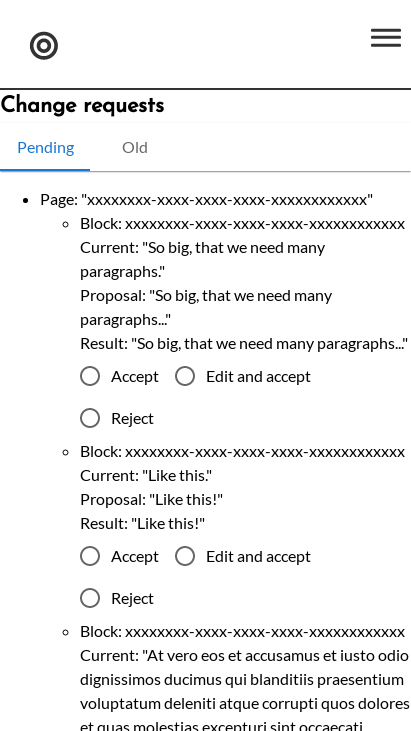 Change requests
Pending Old
Page: "xxxxxxxx-xxxx-xxxx-xxxx-xxxxxxxxxxxx"
Block: xxxxxxxx-xxxx-xxxx-xxxx-xxxxxxxxxxxx
Current: "So big, that we need many
paragraphs."
Proposal: "So big, that we need many
paragraphs..."
Result: "So big, that we need many paragraphs..."
Accept Edit and accept
Reject
Block: xxxxxxxx-xxxx-xxxx-xxxx-xxxxxxxxxxxx
Current: "Like this."
Proposal: "Like this!"
Result: "Like this!"
Accept Edit and accept
Reject
Block: xxxxxxxx-xxxx-xxxx-xxxx-xxxxxxxxxxxx
Current: "At vero eos et accusamus et iusto odio
dignissimos ducimus qui blanditiis praesentium
voluptatum deleniti atque corrupti quos dolores
et quas molestias excepturi sint occaecati